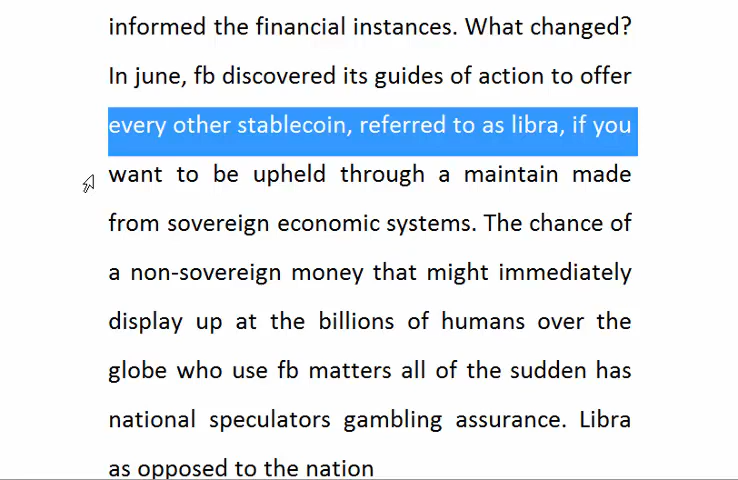 informed the financial instances. What changed?
In june, fb discovered its guides of action to offer
every other stablecoin, referred to as libra, if you
want to be upheld through a maintain made
from sovereign economic systems. The chance of
a non-sovereign money that might immediately
display up at the billions of humans over the
globe who use fb matters all of the sudden has
national speculators gambling assurance. Libra
as opposed to the nation